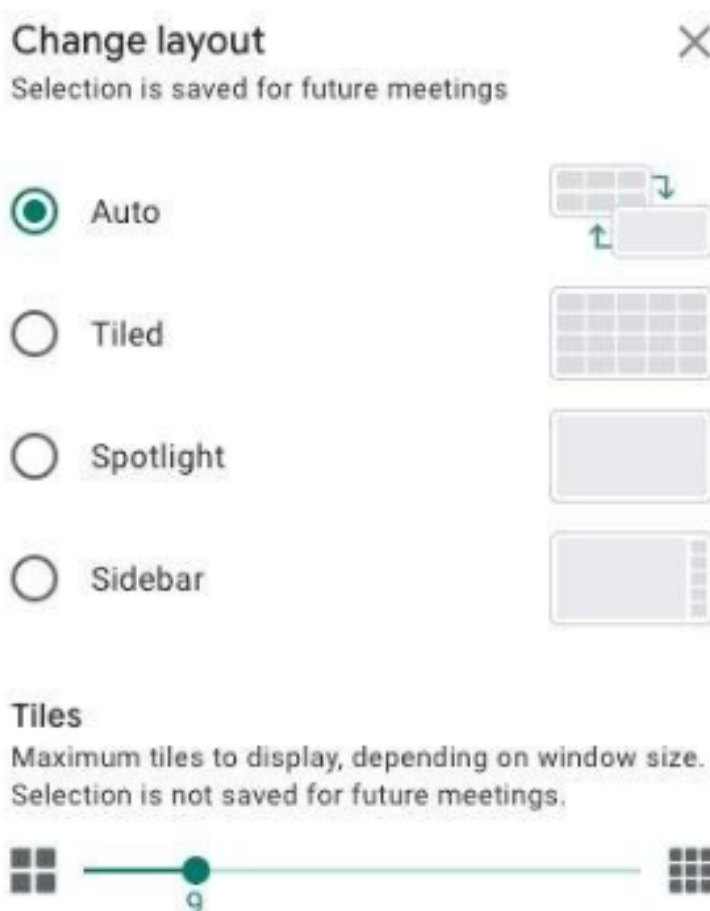 Change layout
Selection is saved for future meetings
Auto
Tiled
Spotlight
Sidebar
Tiles
Maximum tiles to display, depending on window size.
Selection is not saved for future meetings.
9